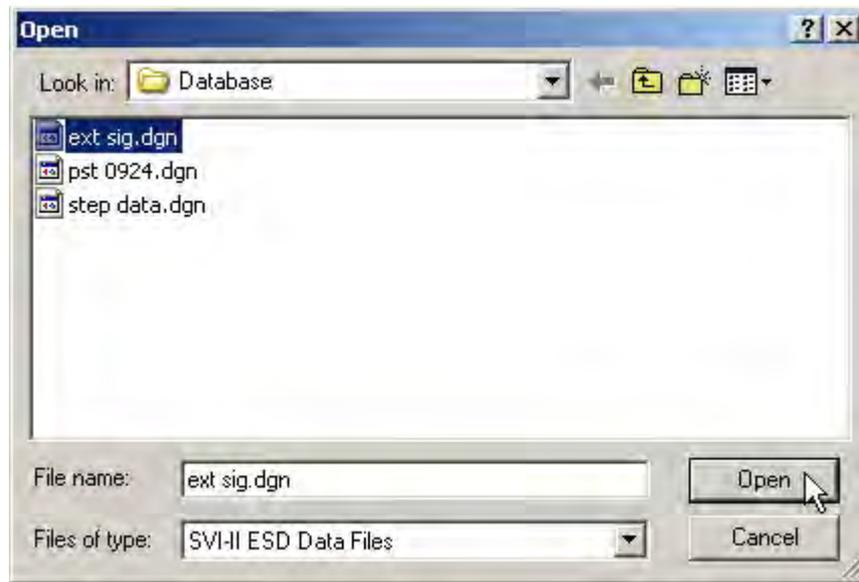 Open
Look in: Database
ext sig.dgn
pst 0924.dgn
step data.dgn
File name: ext sig.dgn Open
Files of type: SVI-II ESD Data Files Cancel